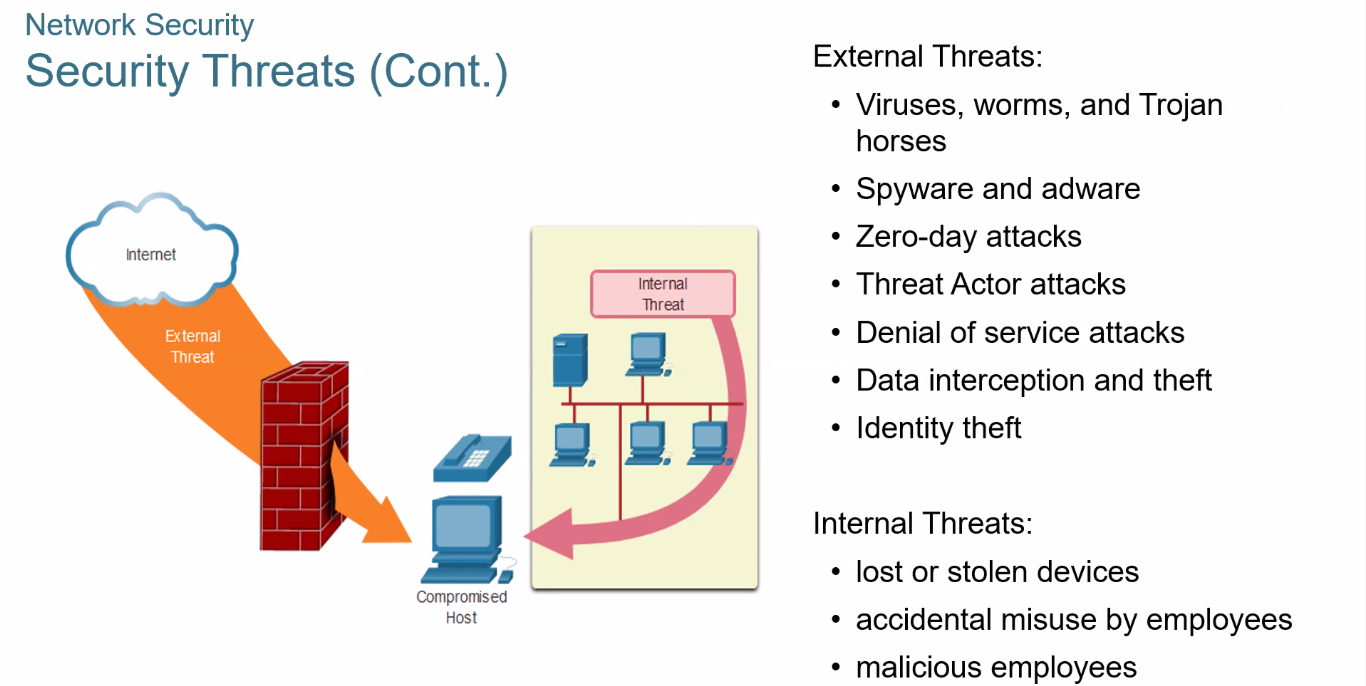 Network Security
Security Threats (Cont.)
Internet
External
Threat
Internal
Threat
Compromised
Host
External Threats:
• Viruses, worms, and Trojan
horses
• Spyware and adware
• Zero-day attacks
• Threat Actor attacks
• Denial of service attacks
• Data interception and theft
• Identity theft
Internal Threats:
• lost or stolen devices
• accidental misuse by employees
• malicious employees